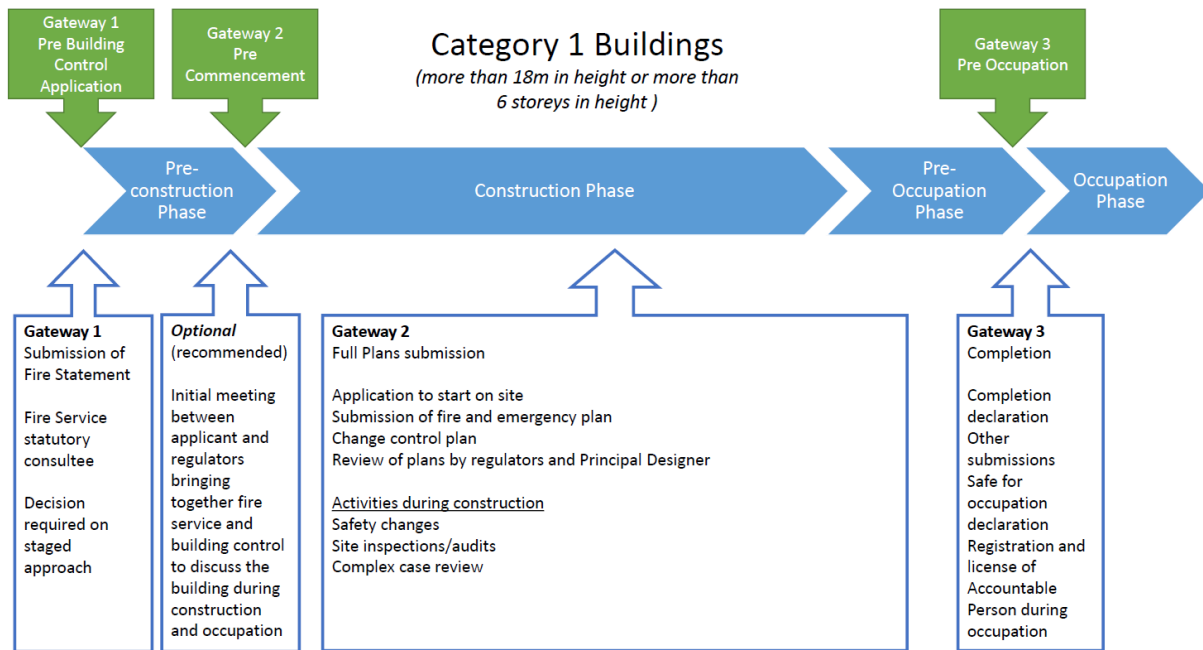 Gateway 1
Pre Building
Control
Application
Gateway 2
Pre
Commencement
Category 1 Buildings
(more than 18m in height or more than
6 storeys in height )
Gateway 3
Pre Occupation
Pre-
construction
Phase
Construction Phase
Pre-
Occupation
Phase
Occupation
Phase
Gateway 1
Submission of
Fire Statement
Fire Service
statutory
consultee
Decision
required on
staged
approach
Optional
(recommended)
Initial meeting
between
applicant and
regulators
bringing
together fire
service and
building control
to discuss the
building during
construction
and occupation
Gateway 2
Full Plans submission
Application to start on site
Submission of fire and emergency plan
Change control plan
Review of plans by regulators and Principal Designer
Activities during construction
Safety changes
Site inspections/audits
Complex case review
Gateway 3
Completion
Completion
declaration
Other
submissions
Safe for
occupation
declaration
Registration and
license of
Accountable
Person during
occupation